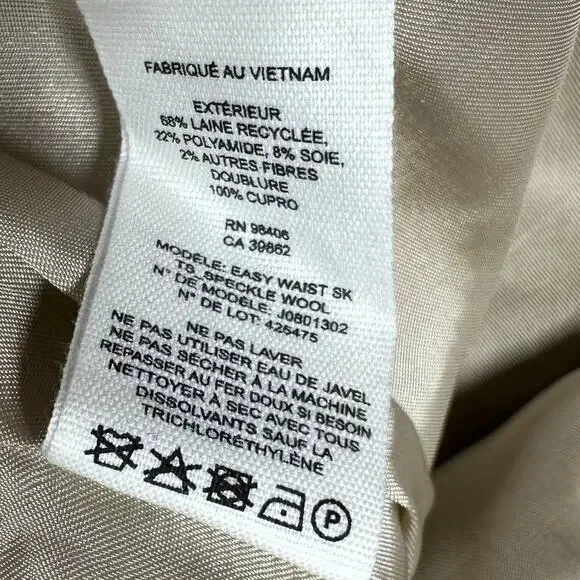 FABRIQUÉ AU VIETNAM
EXTÉRIEUR
68% LAINE RECYCLÉE,
22% POLYAMIDE, 8% SOIE,
2% AUTRES FIBRES
DOUBLURE
100% CUPRO
RN 98406
CA 39862
MODÈLE: EASY WAIST SK
TS_SPECKLE WOOL
N° DE MODÈLE: J0801302
N° DE LOT: 425475
NE PAS LAVER
NE PAS UTILISER EAU DE JAVEL
NE PAS SÉCHER À LA MACHINE
REPASSER AU FER DOUX SI BESOIN
NETTOYER À SEC AVEC TOUS
DISSOLVANTS SAUF LA
TRICHLORÉTHYLÈNE
P